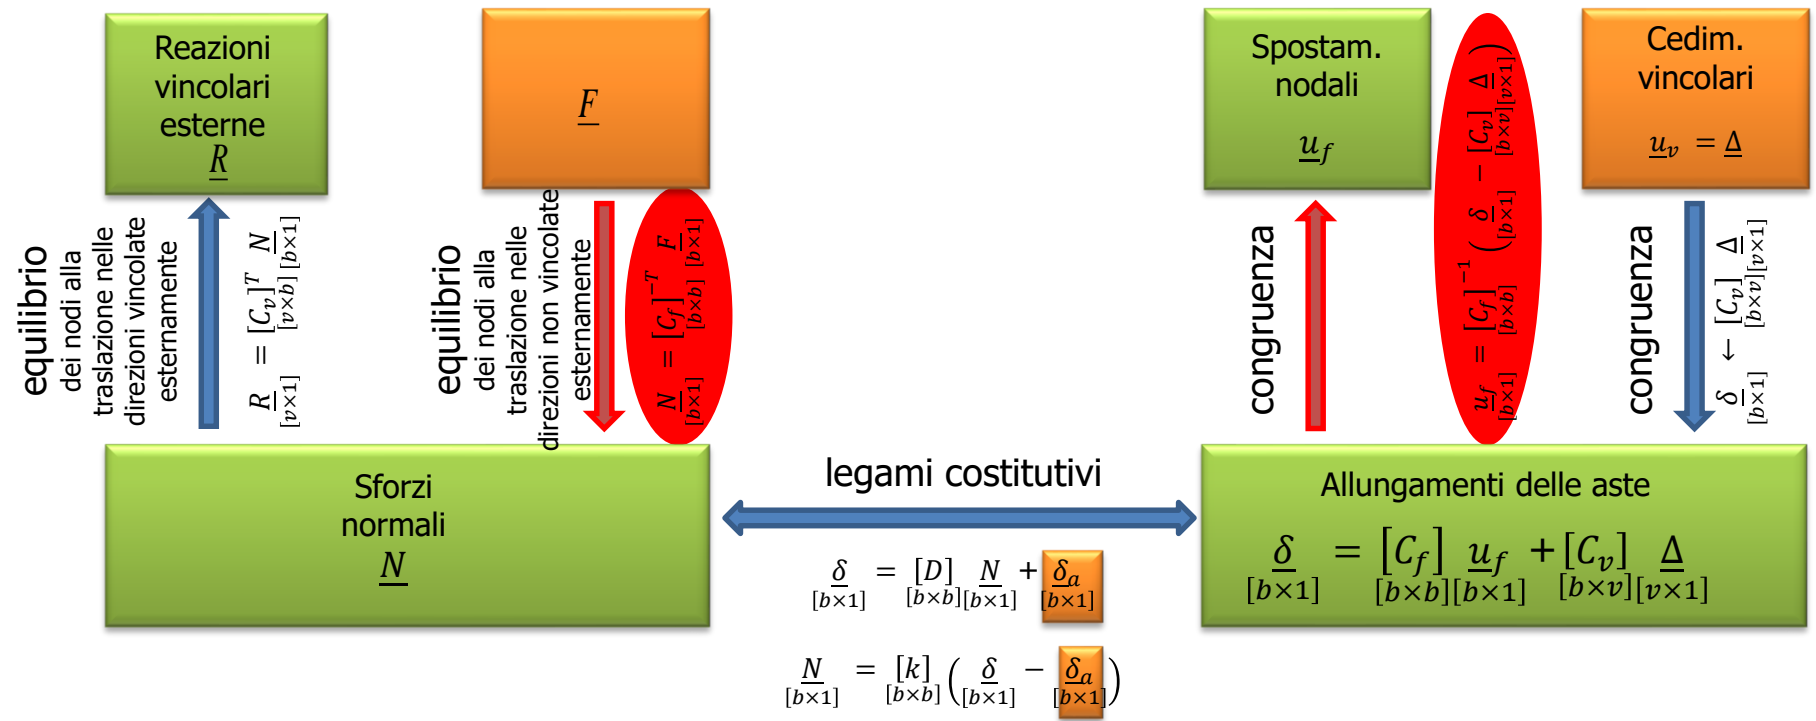 Reazioni
vincolari
esterne
R
F
Spostam.
nodali
u_f
Cedim.
vincolari
u_v = Δ
equilibrio
dei nodi alla
traslazione nelle
direzioni vincolate
esternamente
R = [C_v]^T N
[v×1] [v×b] [b×1]
equilibrio
dei nodi alla
traslazione nelle
direzioni non vincolate
esternamente
N = [C_f]^{-T} F
[b×1] [b×b] [b×1]
congruenza
u_f = [C_f]^{-1} (δ − [C_v] Δ)
[b×1] [b×b] [b×1] [b×v][v×1]
congruenza
δ ← [C_v] Δ
[b×1] [b×v][v×1]
Sforzi
normali
N
legami costitutivi
δ = [D] N + δ_a
[b×1] [b×b][b×1] [b×1]
N = [k] (δ − δ_a)
[b×1] [b×b] [b×1] [b×1]
Allungamenti delle aste
δ = [C_f] u_f + [C_v] Δ
[b×1] [b×b][b×1] [b×v][v×1]